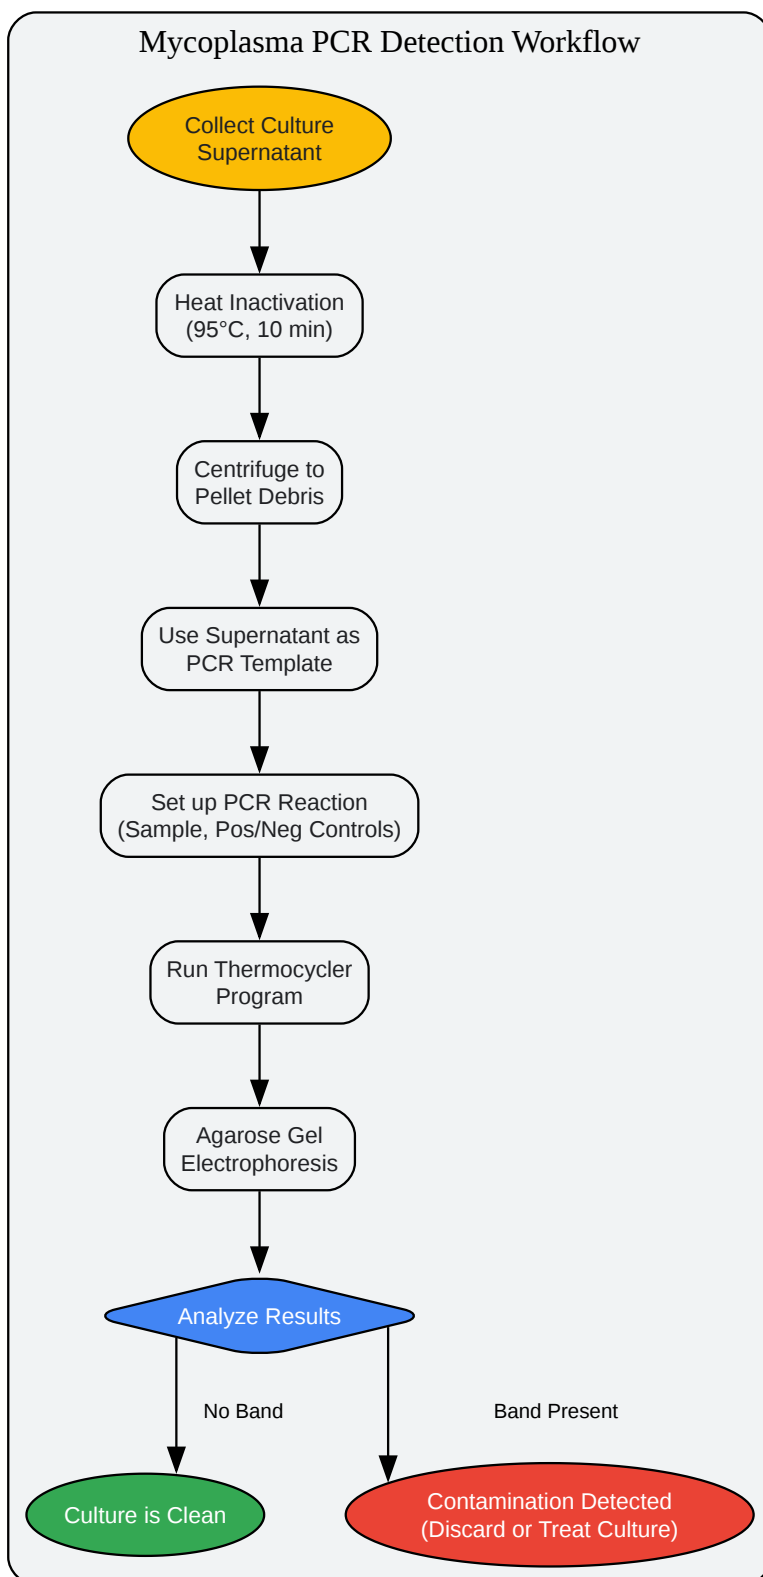 Mycoplasma PCR Detection Workflow
Collect Culture
Supernatant
Heat Inactivation
(95°C, 10 min)
Centrifuge to
Pellet Debris
Use Supernatant as
PCR Template
Set up PCR Reaction
(Sample, Pos/Neg Controls)
Run Thermocycler
Program
Agarose Gel
Electrophoresis
Analyze Results
No Band
Band Present
Culture is Clean
Contamination Detected
(Discard or Treat Culture)